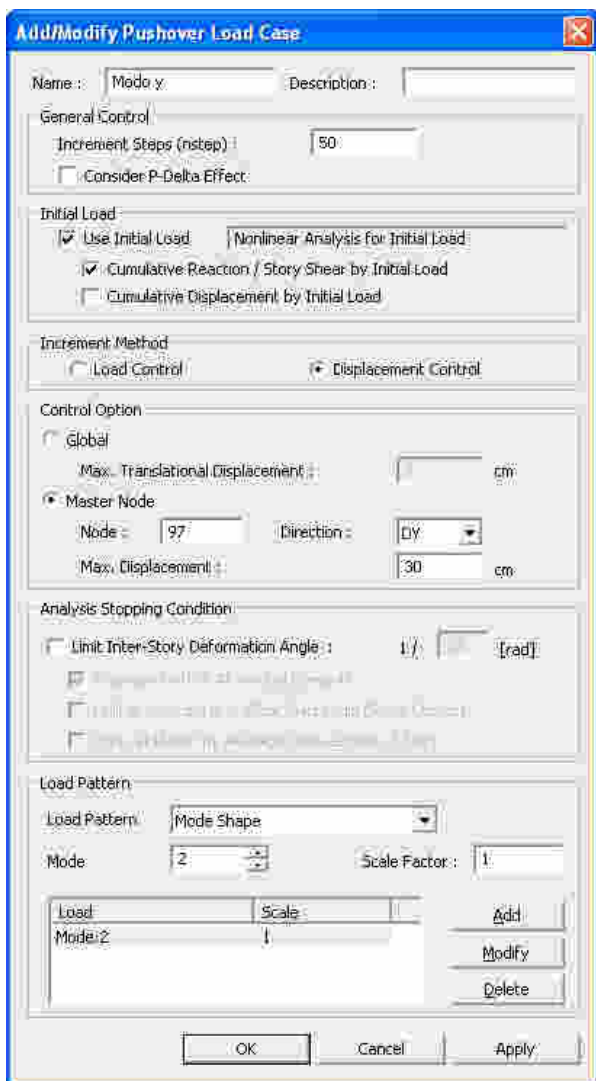 Add/Modify Pushover Load Case
Name : Modo y Description :
General Control
Increment Steps (nstep) : 50
Consider P-Delta Effect
Initial Load
Use Initial Load Nonlinear Analysis for Initial Load
Cumulative Reaction / Story Shear by Initial Load
Cumulative Displacement by Initial Load
Increment Method
Load Control Displacement Control
Control Option
Global
Max. Translational Displacement : cm
Master Node
Node : 97 Direction : DY
Max. Displacement : 30 cm
Analysis Stopping Condition
Limit Inter-Story Deformation Angle : 1 / [rad]
Load Pattern
Load Pattern Mode Shape
Mode 2 Scale Factor : 1
Load Scale Add
Mode:2 1
Modify
Delete
OK Cancel Apply